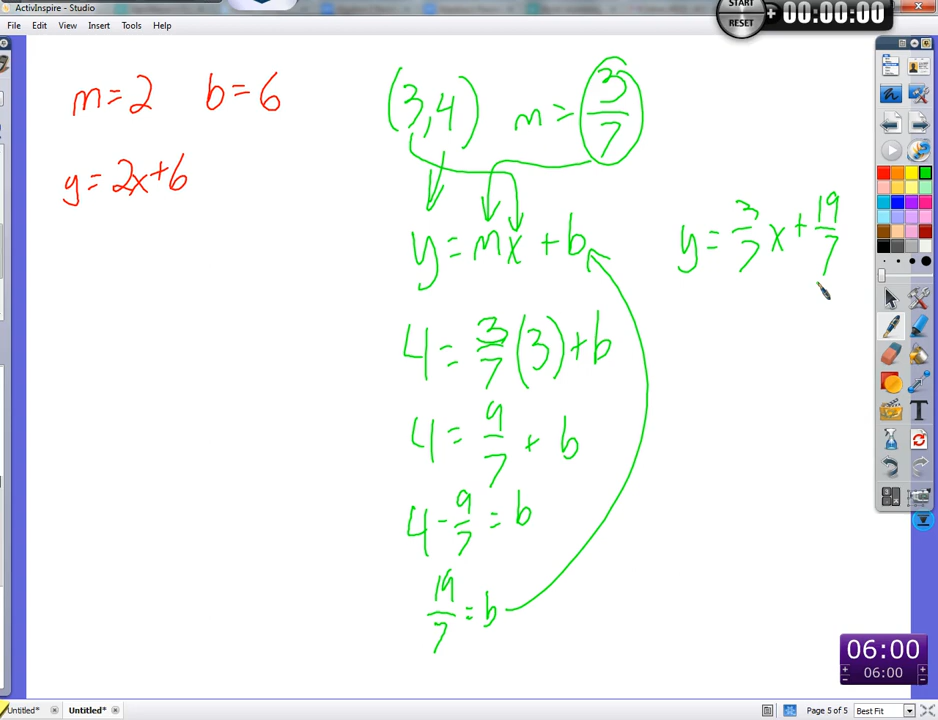 ActivInspire - Studio
START
RESET
+ 00:00:00
File Edit View Insert Tools Help
m = 2 b = 6
y = 2x + 6
(3,4) m = 3/7
y = mx + b
4 = 3/7 (3) + b
4 = 9/7 + b
4 - 9/7 = b
19/7 = b
y = 3/7 x + 19/7
T
06:00
06:00
Untitled* Untitled* Page 5 of 5 Best Fit